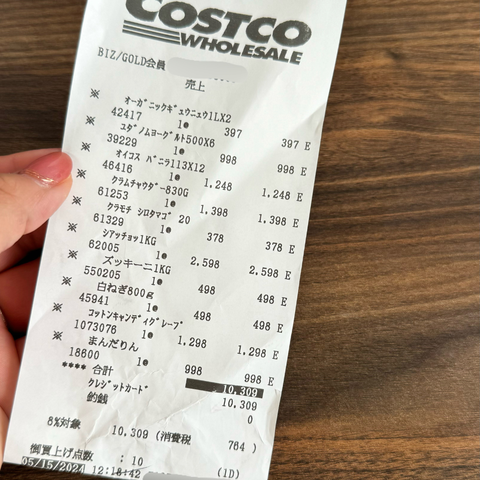 COSTCO
WHOLESALE
BIZ/GOLD会員
売上
※ オーガニックギュウニュウ1LX2
42417 1● 397 397 E
※ ユダノムヨーグルト500X6
39229 1● 998 998 E
※ オイコス バニラ113X12
46416 1● 1,248 1,248 E
※ クラムチャウダー830G
61253 1● 1,398 1,398 E
※ クラモチ シロタマゴ 20
61329 1● 378 378 E
※ シアッチョッ1KG
62005 1● 2,598 2,598 E
※ ズッキーニ1KG
550205 1● 498 498 E
※ 白ねぎ800g
45941 1● 498 498 E
※ コットンキャンディグレープ
1073076 1● 1,298 1,298 E
※ まんだりん
18600 1● 998 998 E
**** 合計 10,309
クレジットカード 10,309
釣銭 0
8%対象 10,309 (消費税 764 )
御買上げ点数 : 10 (1D)
05/15/2024 12:18:42